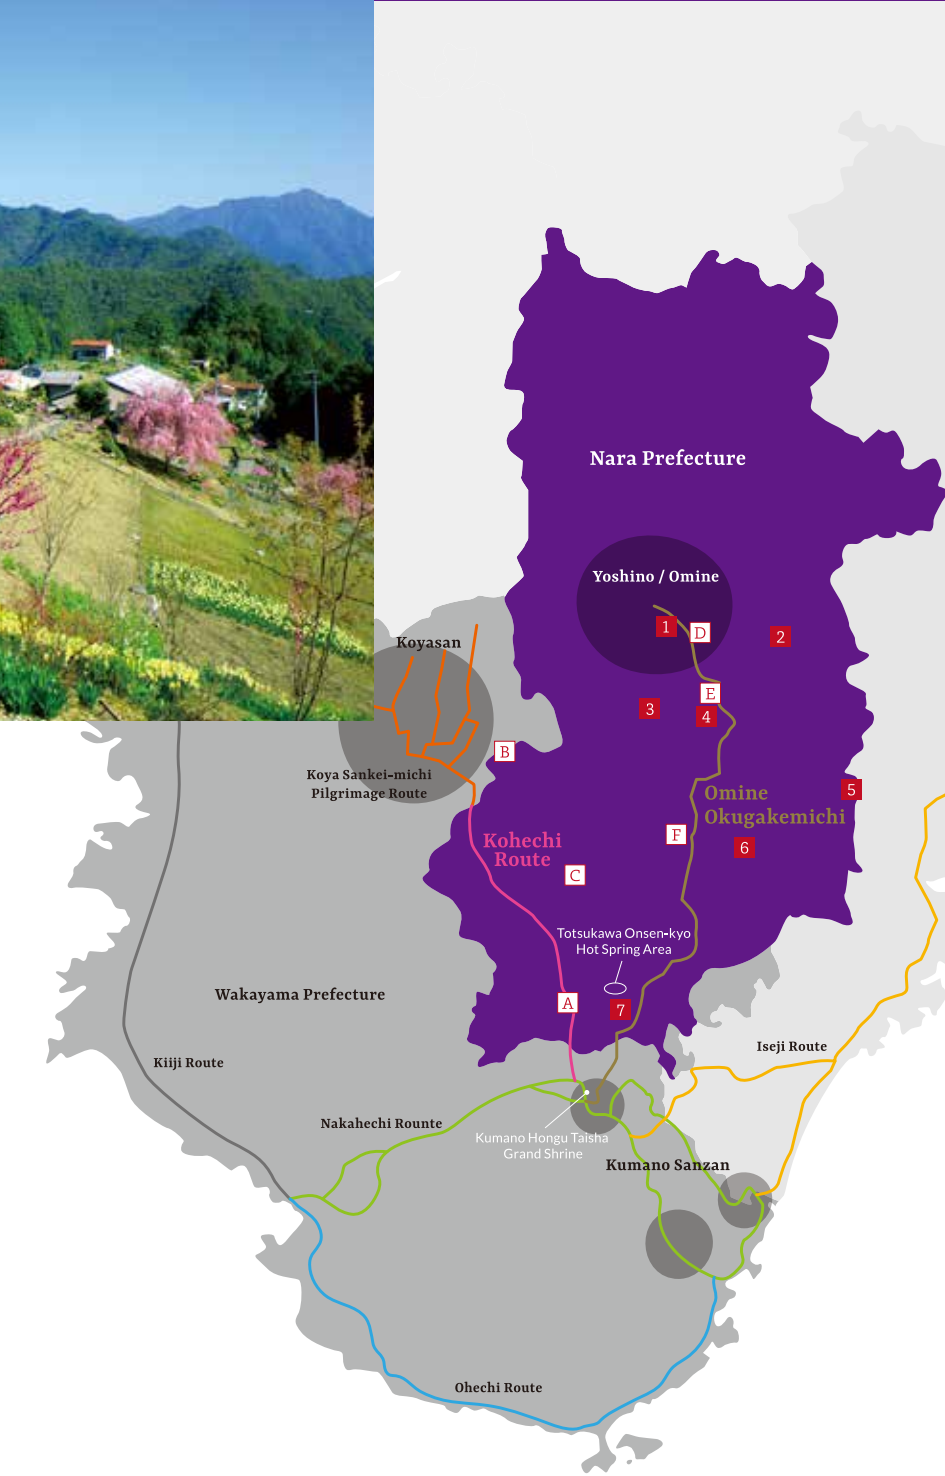 Nara Prefecture
Yoshino / Omine
1
D
2
Koyasan
E
3
4
B
Koya Sankei-michi
Pilgrimage Route
5
Omine
Okugakemichi
F
6
Kohechi
Route
C
Totsukawa Onsen-kyo
Hot Spring Area
Wakayama Prefecture
A
7
Iseji Route
Kiiji Route
Nakahechi Rounte
Kumano Hongu Taisha
Grand Shrine
Kumano Sanzan
Ohechi Route